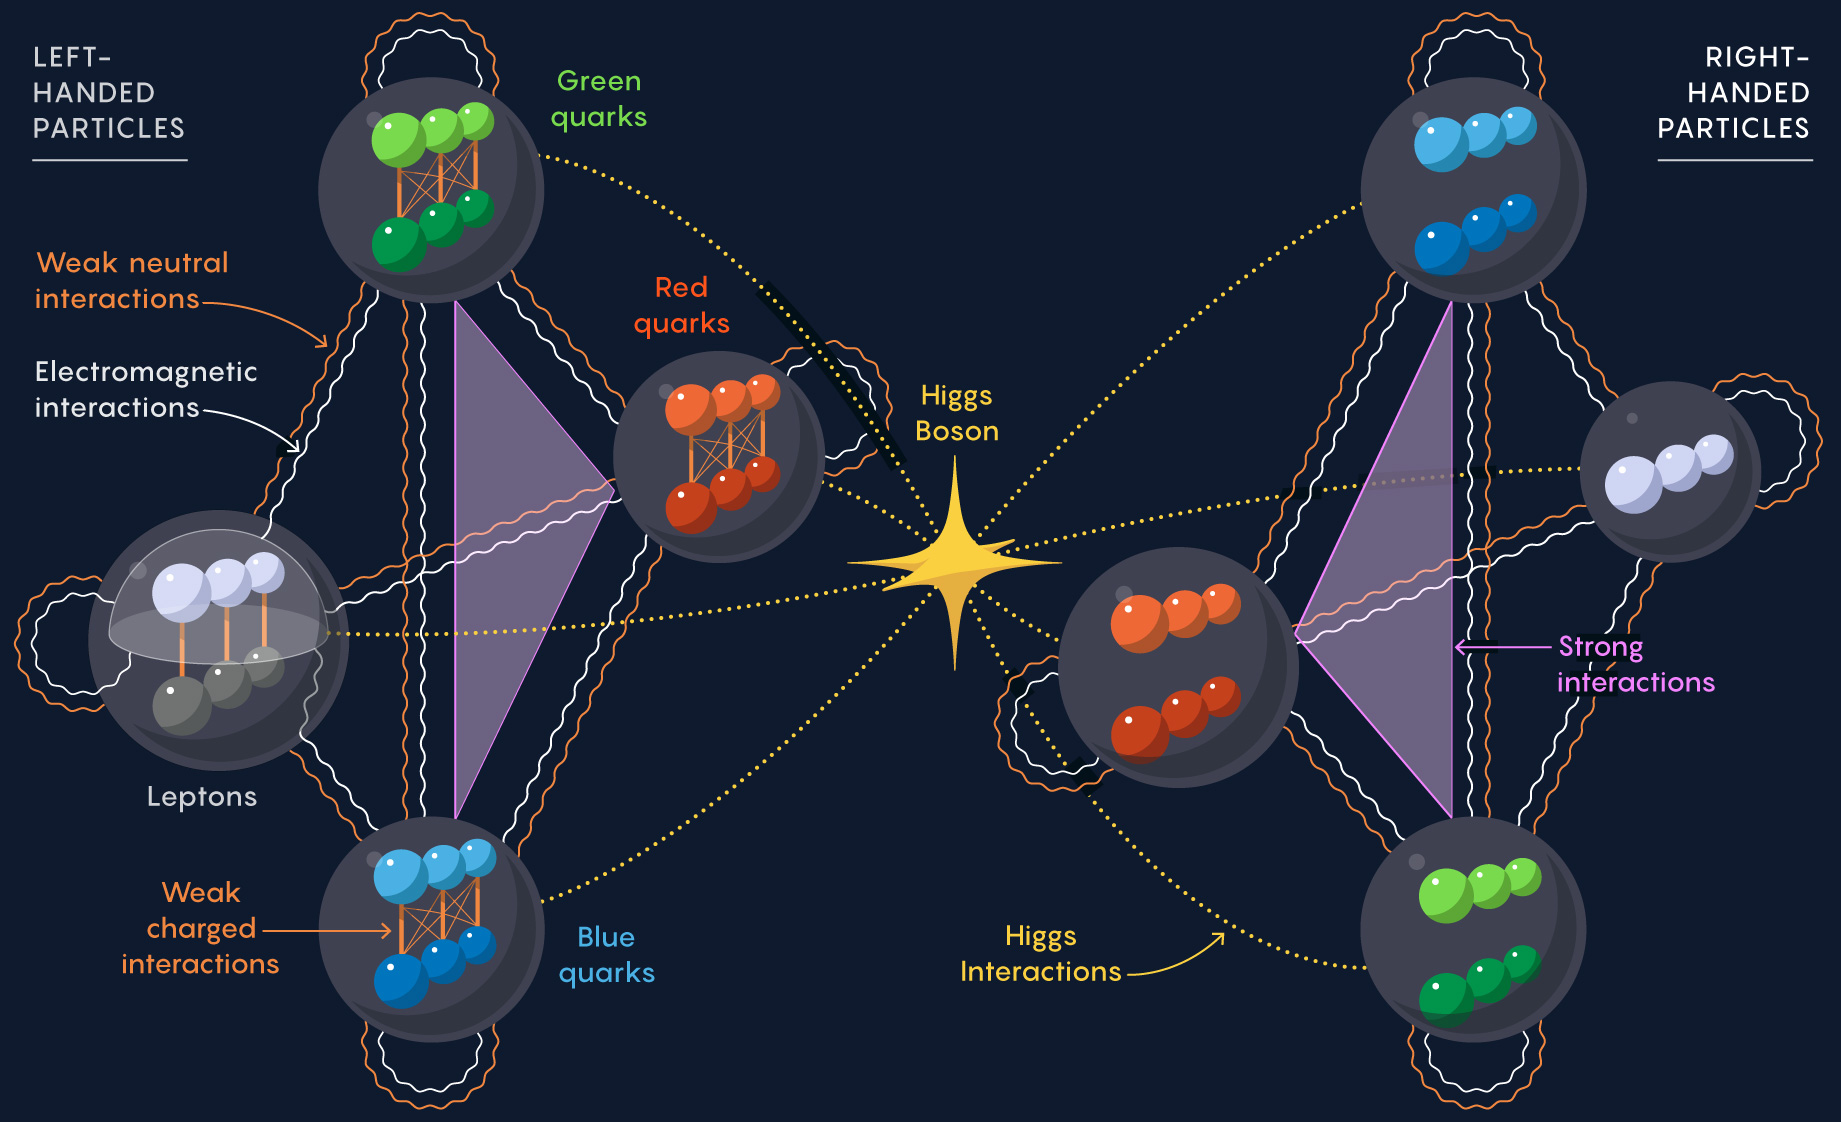 LEFT-
HANDED
PARTICLES
Green
quarks
RIGHT-
HANDED
PARTICLES
Weak neutral
interactions
Red
quarks
Electromagnetic
interactions
Higgs
Boson
Strong
interactions
Leptons
Weak
charged
interactions
Blue
quarks
Higgs
Interactions